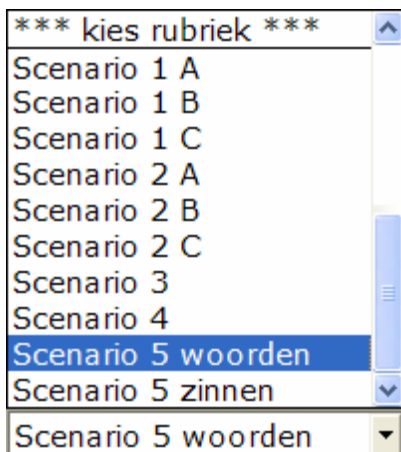 *** kies rubriek ***
Scenario 1 A
Scenario 1 B
Scenario 1 C
Scenario 2 A
Scenario 2 B
Scenario 2 C
Scenario 3
Scenario 4
Scenario 5 woorden
Scenario 5 zinnen
Scenario 5 woorden